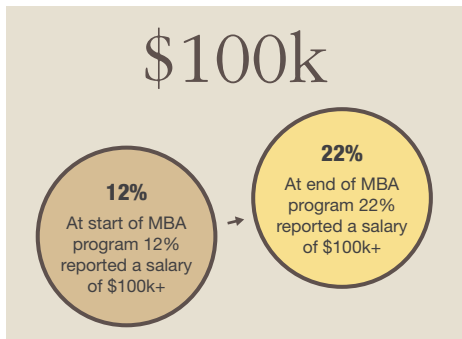 $100k
12%
At start of MBA
program 12%
reported a salary
of $100k+
22%
At end of MBA
program 22%
reported a salary
of $100k+